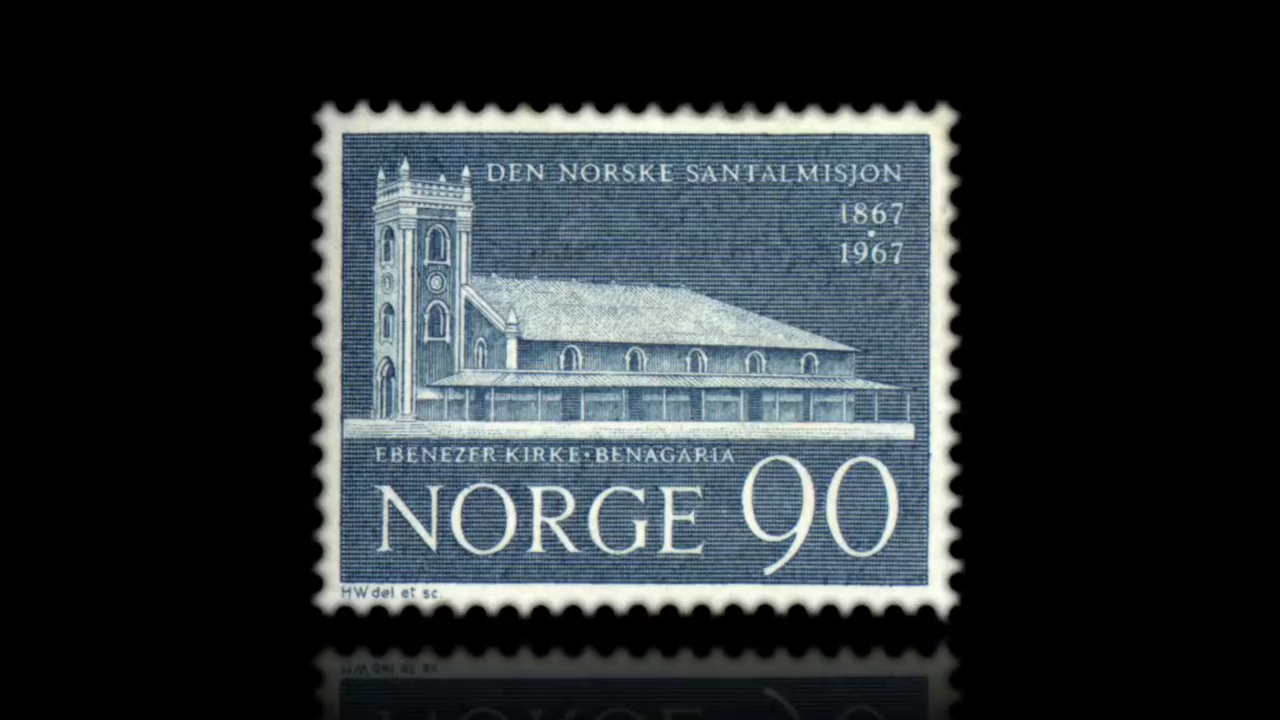 DEN NORSKE SANTALMISJON
1867
1967
EBENEZER KIRKE•BENAGARIA
NORGE 90
HW del et sc.